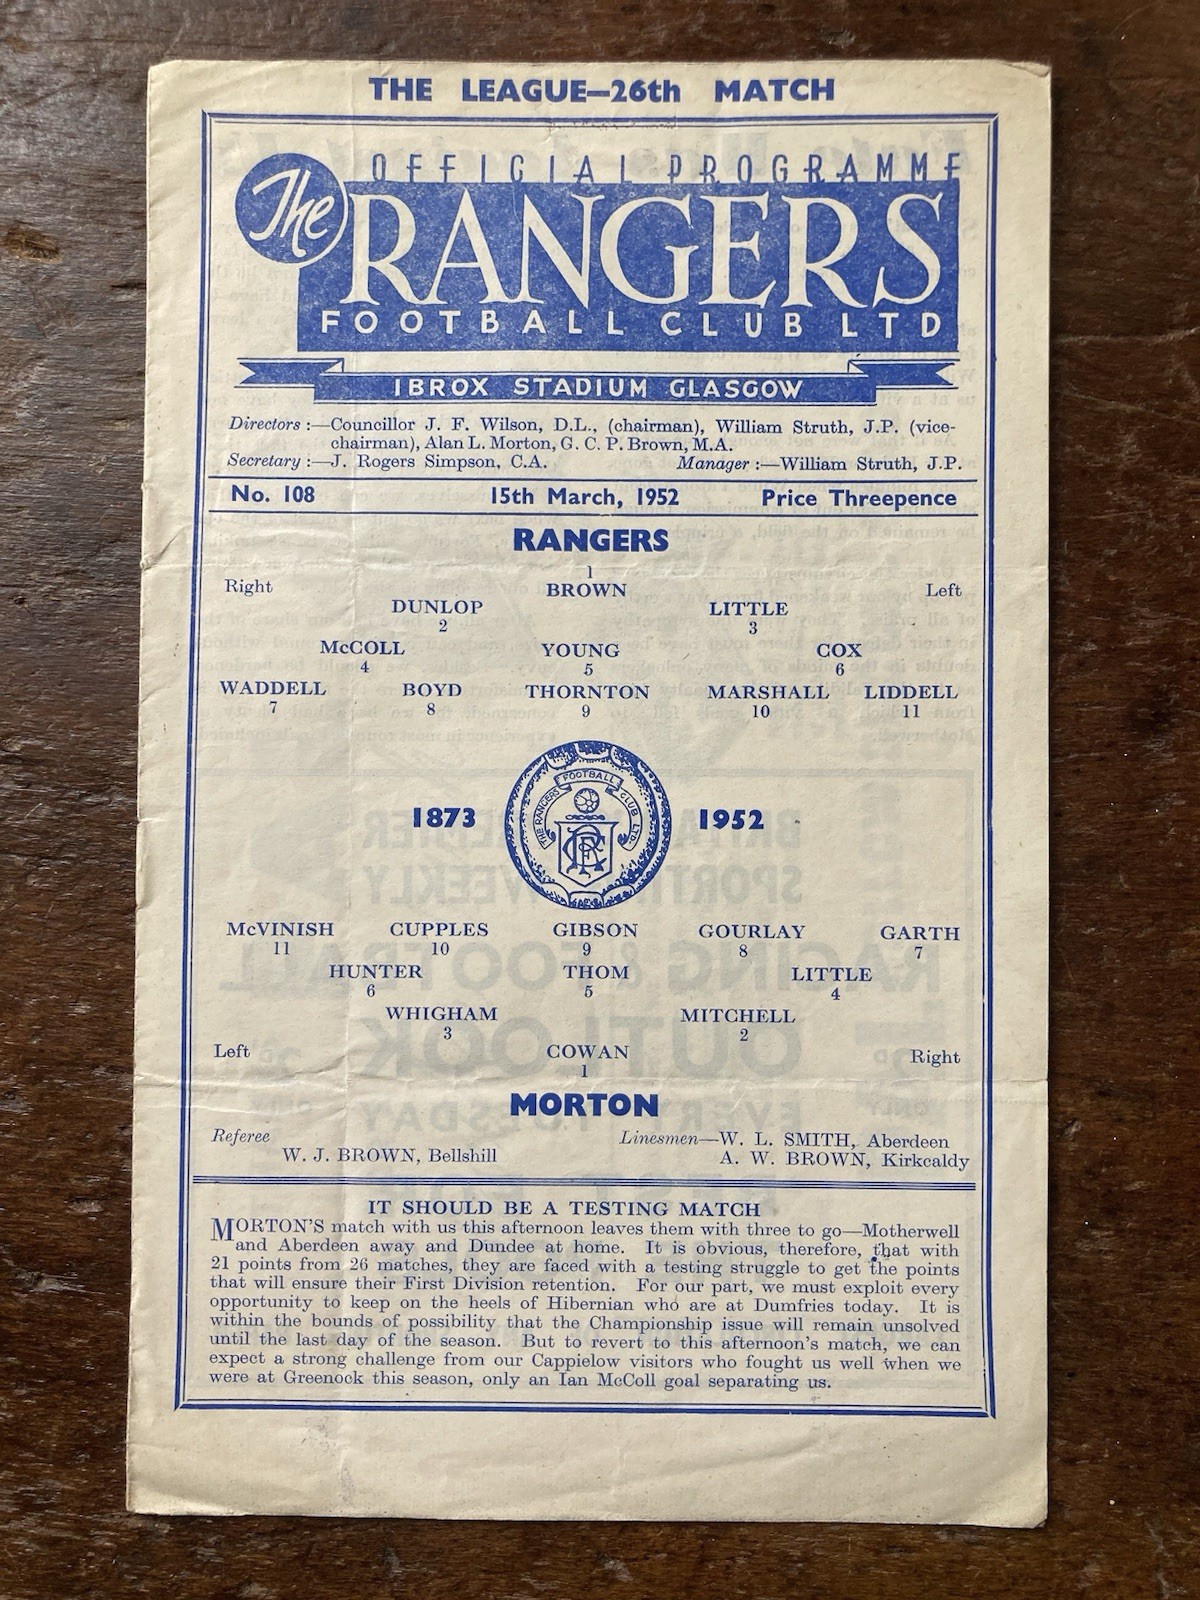 THE LEAGUE—26th MATCH
OFFICIAL PROGRAMME
The RANGERS
FOOTBALL CLUB LTD
IBROX STADIUM GLASGOW
Directors :—Councillor J. F. Wilson, D.L., (chairman), William Struth, J.P. (vice-
chairman), Alan L. Morton, G. C. P. Brown, M.A.
Secretary :—J. Rogers Simpson, C.A. Manager :—William Struth, J.P.
No. 108 15th March, 1952 Price Threepence
RANGERS
1
Right BROWN Left
DUNLOP LITTLE
2 3
McCOLL YOUNG COX
4 5 6
WADDELL BOYD THORNTON MARSHALL LIDDELL
7 8 9 10 11
THE RANGERS FOOTBALL CLUB LTD.
1873 1952
McVINISH CUPPLES GIBSON GOURLAY GARTH
11 10 9 8 7
HUNTER THOM LITTLE
6 5 4
WHIGHAM MITCHELL
3 2
Left COWAN Right
1
MORTON
Referee Linesmen—W. L. SMITH, Aberdeen
W. J. BROWN, Bellshill A. W. BROWN, Kirkcaldy
IT SHOULD BE A TESTING MATCH
MORTON'S match with us this afternoon leaves them with three to go—Motherwell
and Aberdeen away and Dundee at home. It is obvious, therefore, that with
21 points from 26 matches, they are faced with a testing struggle to get the points
that will ensure their First Division retention. For our part, we must exploit every
opportunity to keep on the heels of Hibernian who are at Dumfries today. It is
within the bounds of possibility that the Championship issue will remain unsolved
until the last day of the season. But to revert to this afternoon's match, we can
expect a strong challenge from our Cappielow visitors who fought us well when we
were at Greenock this season, only an Ian McColl goal separating us.